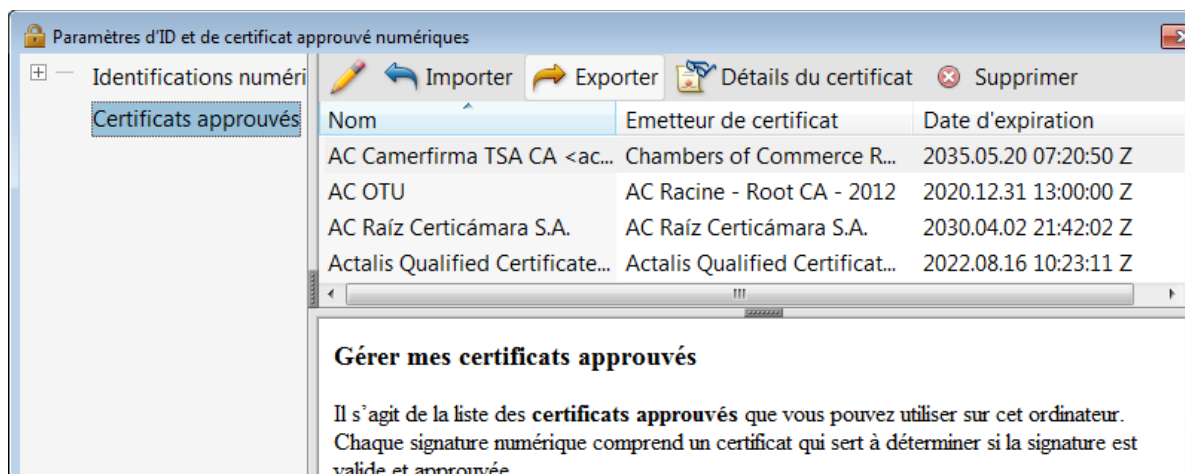 Paramètres d'ID et de certificat approuvé numériques
Identifications numéri
Certificats approuvés
Importer Exporter Détails du certificat Supprimer
Nom Emetteur de certificat Date d'expiration
AC Camerfirma TSA CA <ac... Chambers of Commerce R... 2035.05.20 07:20:50 Z
AC OTU AC Racine - Root CA - 2012 2020.12.31 13:00:00 Z
AC Raíz Certicámara S.A. AC Raíz Certicámara S.A. 2030.04.02 21:42:02 Z
Actalis Qualified Certificate... Actalis Qualified Certificat... 2022.08.16 10:23:11 Z
Gérer mes certificats approuvés
Il s’agit de la liste des certificats approuvés que vous pouvez utiliser sur cet ordinateur.
Chaque signature numérique comprend un certificat qui sert à déterminer si la signature est
valide et approuvée